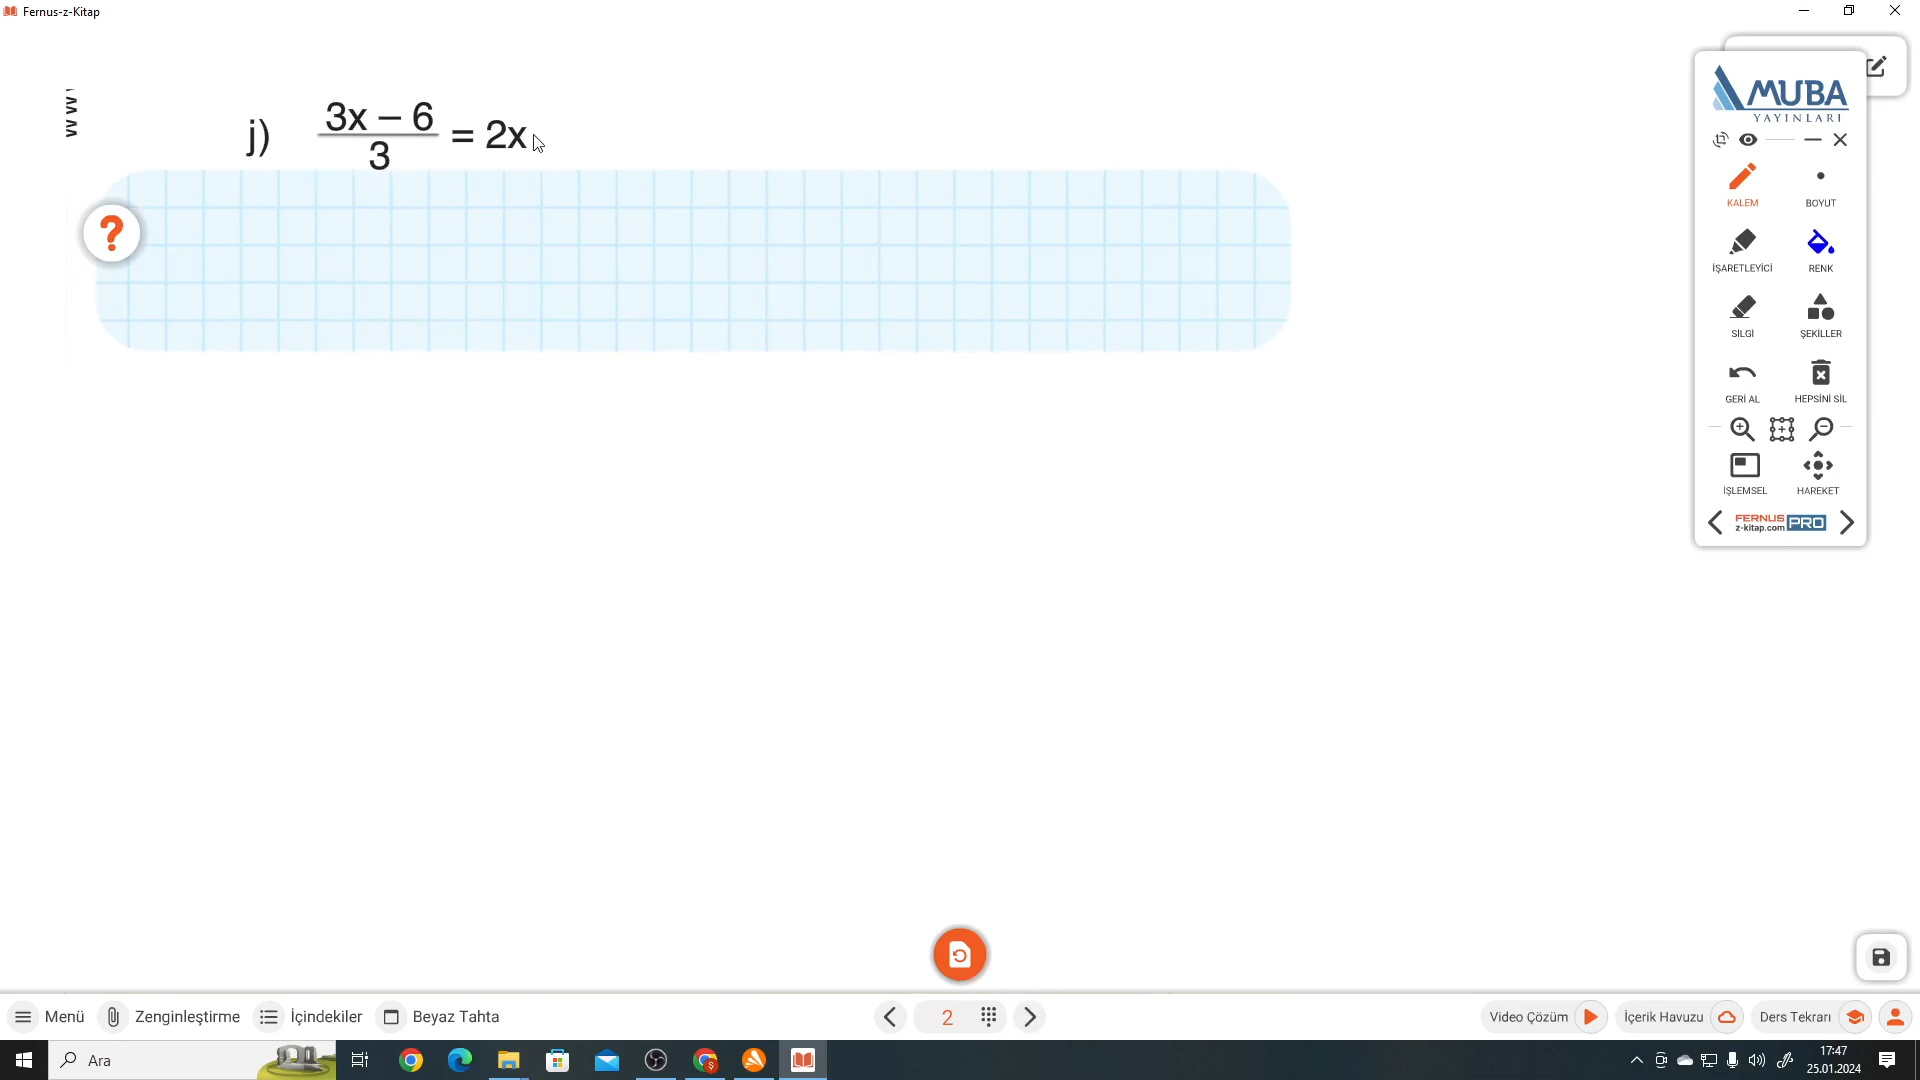 Fernus-z-Kitap
MUBA
YAYINLARI
j) 3x – 6 / 3 = 2x
?
KALEM
BOYUT
İŞARETLEYİCİ
RENK
SİLGİ
ŞEKİLLER
GERİ AL
HEPSİNİ SİL
İŞLEMSEL
HAREKET
FERNUS
z-kitap.com PRO
Menü
Zenginleştirme
İçindekiler
Beyaz Tahta
2
Video Çözüm
İçerik Havuzu
Ders Tekrarı
Ara
17:47
25.01.2024